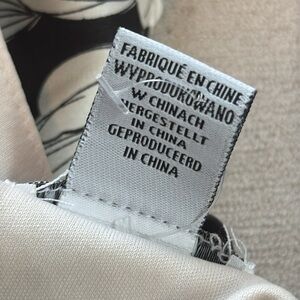 FABRIQUÉ EN CHINE
WYPRODUKOWANO
W CHINACH
HERGESTELLT
IN CHINA
GEPRODUCEERD
IN CHINA